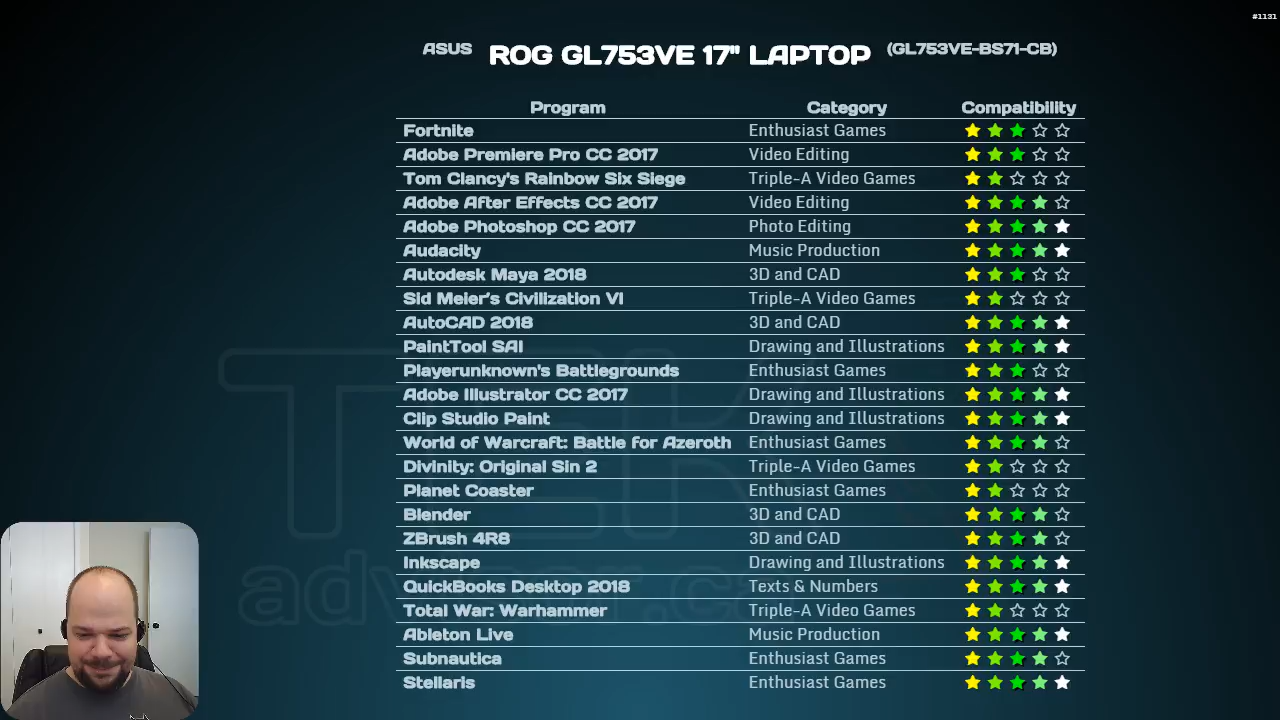 #1131
ASUS ROG GL753VE 17" LAPTOP (GL753VE-BS71-CB)
Program Category Compatibility
Fortnite Enthusiast Games
Adobe Premiere Pro CC 2017 Video Editing
Tom Clancy's Rainbow Six Siege Triple-A Video Games
Adobe After Effects CC 2017 Video Editing
Adobe Photoshop CC 2017 Photo Editing
Audacity Music Production
Autodesk Maya 2018 3D and CAD
Sid Meier's Civilization VI Triple-A Video Games
AutoCAD 2018 3D and CAD
PaintTool SAI Drawing and Illustrations
Playerunknown's Battlegrounds Enthusiast Games
Adobe Illustrator CC 2017 Drawing and Illustrations
Clip Studio Paint Drawing and Illustrations
World of Warcraft: Battle for Azeroth Enthusiast Games
Divinity: Original Sin 2 Triple-A Video Games
Planet Coaster Enthusiast Games
Blender 3D and CAD
ZBrush 4R8 3D and CAD
Inkscape Drawing and Illustrations
QuickBooks Desktop 2018 Texts & Numbers
Total War: Warhammer Triple-A Video Games
Ableton Live Music Production
Subnautica Enthusiast Games
Stellaris Enthusiast Games